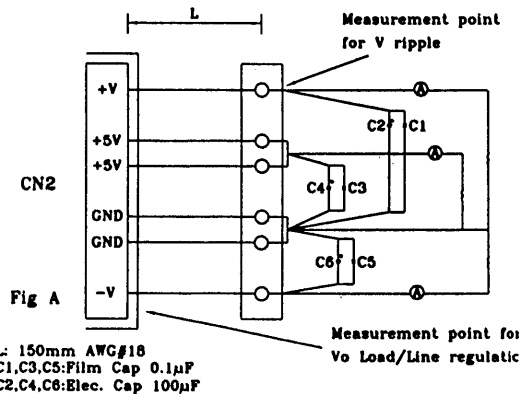 L
Measurement point
for V ripple
+V
A
C2
C1
+5V
A
+5V
C4
C3
CN2
GND
GND
C6
C5
Fig A
-V
A
Measurement point for
Vo Load/Line regulatic
L: 150mm AWG#18
C1,C3,C5:Film Cap 0.1µF
C2,C4,C6:Elec. Cap 100µF